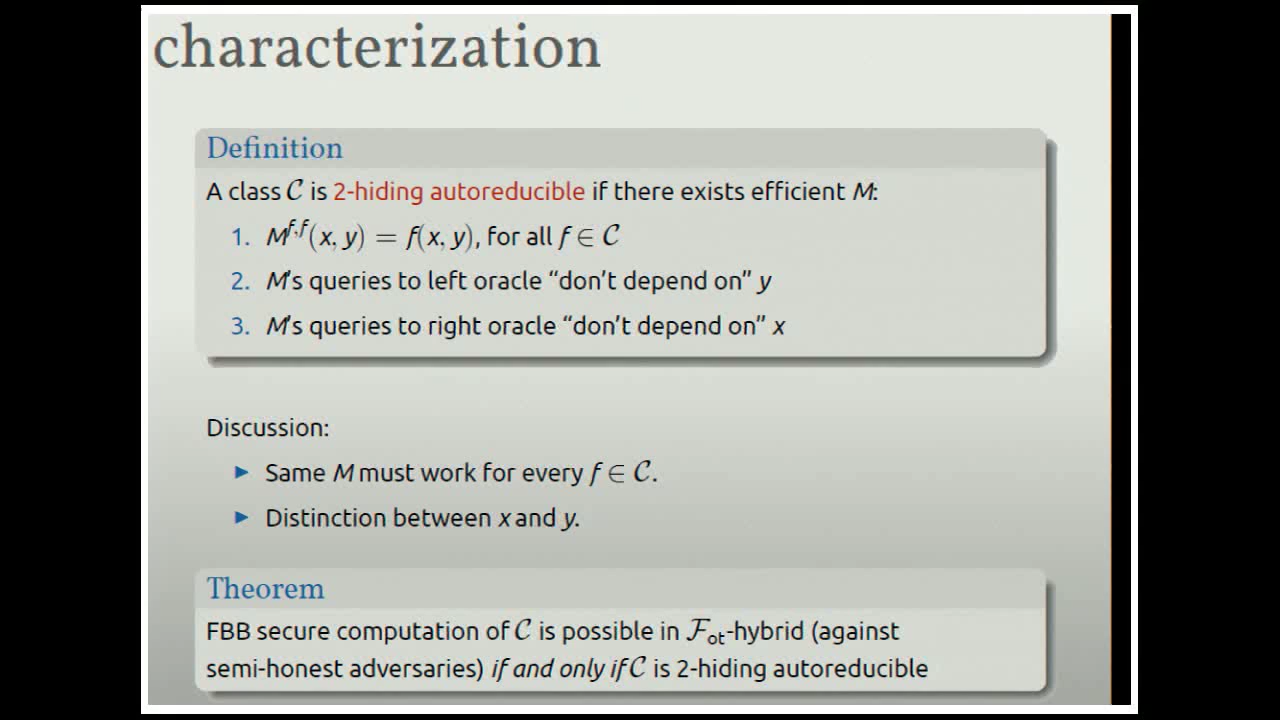 characterization
Definition
A class 𝒞 is 2-hiding autoreducible if there exists efficient M:
1. M^{f,f}(x, y) = f(x, y), for all f ∈ 𝒞
2. M's queries to left oracle “don't depend on” y
3. M's queries to right oracle “don't depend on” x
Discussion:
▶ Same M must work for every f ∈ 𝒞.
▶ Distinction between x and y.
Theorem
FBB secure computation of 𝒞 is possible in ℱ_ot-hybrid (against
semi-honest adversaries) if and only if 𝒞 is 2-hiding autoreducible